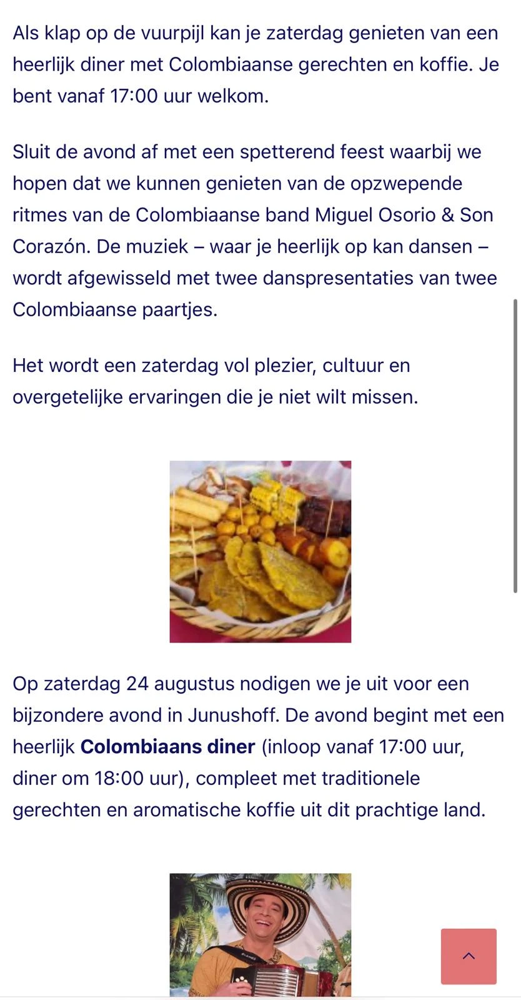 Als klap op de vuurpijl kan je zaterdag genieten van een
heerlijk diner met Colombiaanse gerechten en koffie. Je
bent vanaf 17:00 uur welkom.
Sluit de avond af met een spetterend feest waarbij we
hopen dat we kunnen genieten van de opzwepende
ritmes van de Colombiaanse band Miguel Osorio & Son
Corazón. De muziek – waar je heerlijk op kan dansen –
wordt afgewisseld met twee danspresentaties van twee
Colombiaanse paartjes.
Het wordt een zaterdag vol plezier, cultuur en
overgetelijke ervaringen die je niet wilt missen.
Op zaterdag 24 augustus nodigen we je uit voor een
bijzondere avond in Junushoff. De avond begint met een
heerlijk Colombiaans diner (inloop vanaf 17:00 uur,
diner om 18:00 uur), compleet met traditionele
gerechten en aromatische koffie uit dit prachtige land.